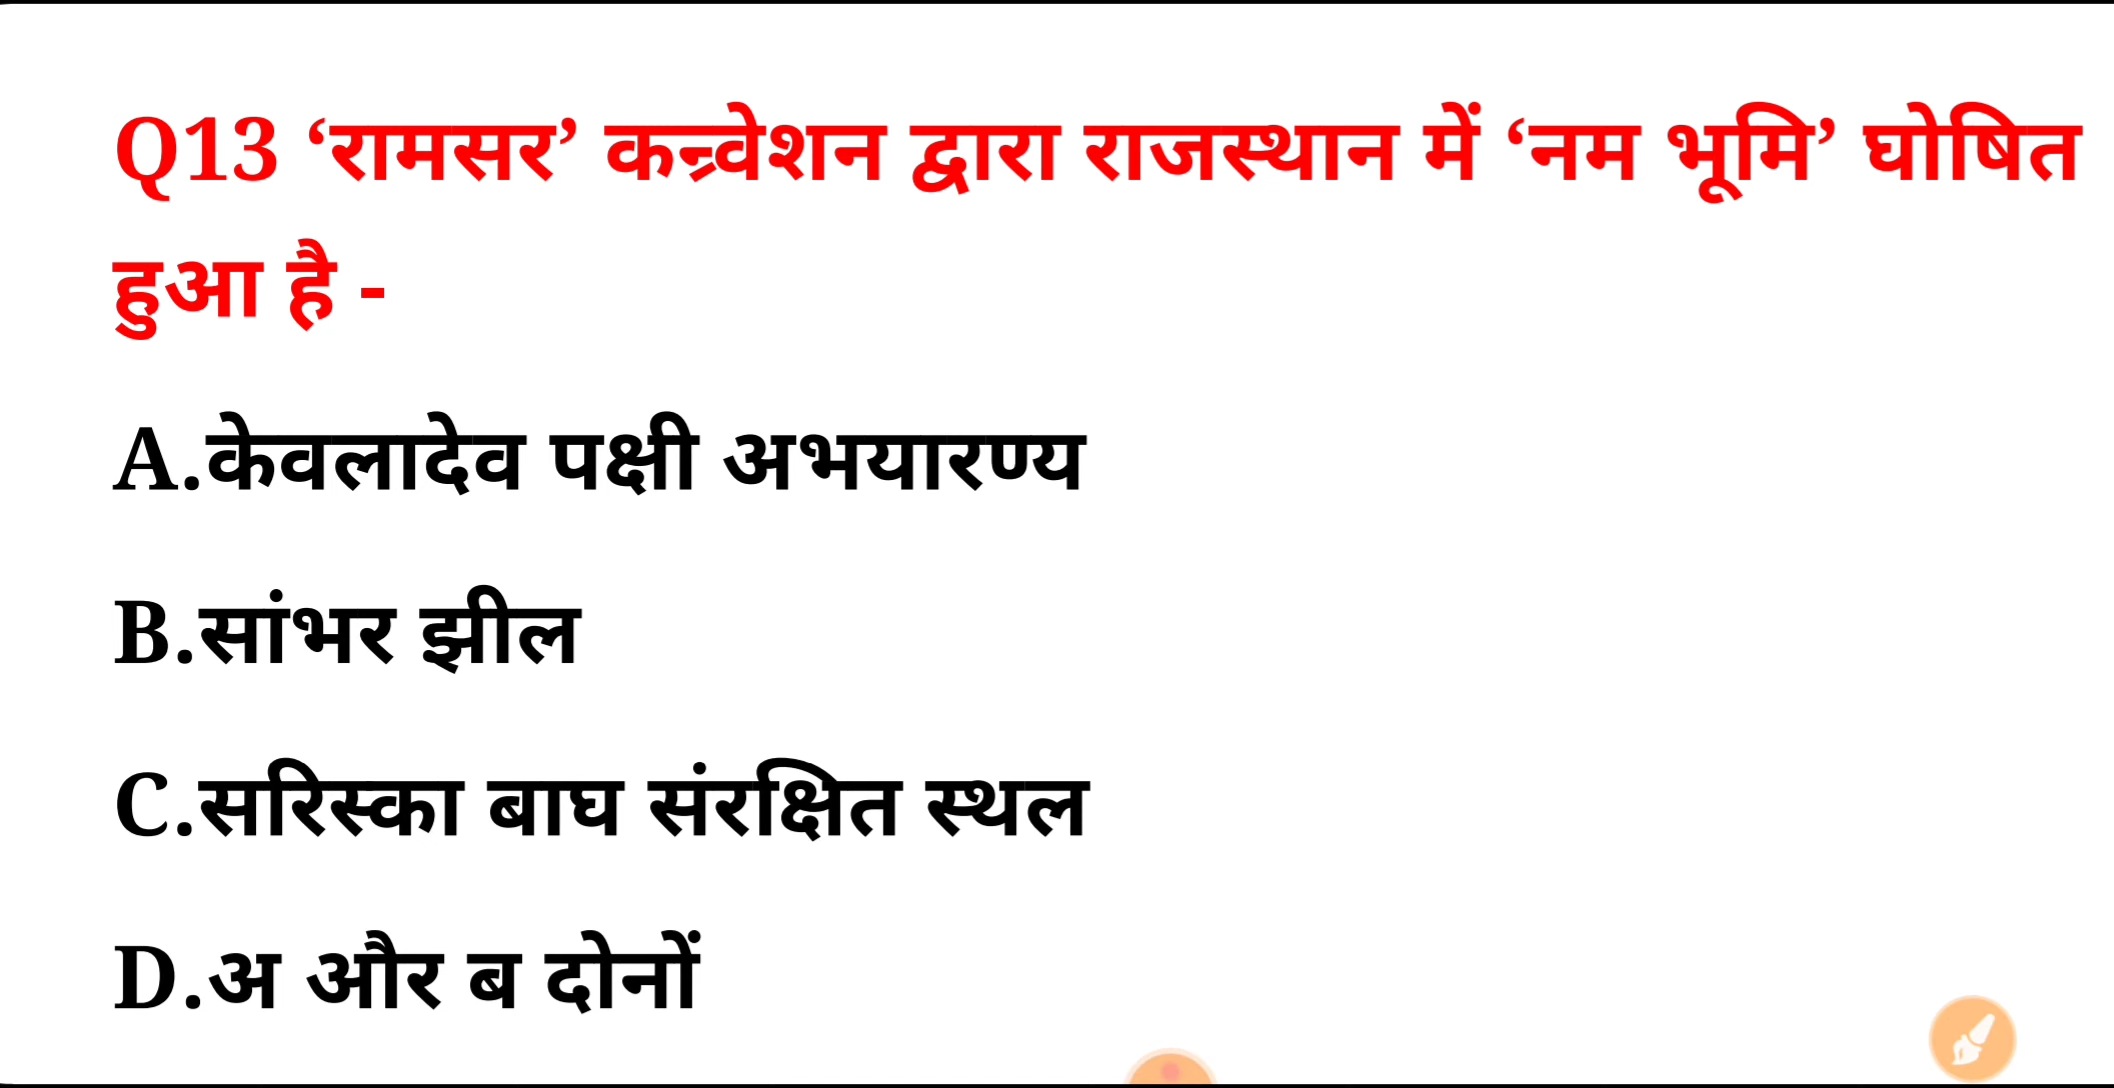 Q13 ‘रामसर’ कन्र्वेशन द्वारा राजस्थान में ‘नम भूमि’ घोषित
हुआ है -
A.केवलादेव पक्षी अभयारण्य
B.सांभर झील
C.सरिस्का बाघ संरक्षित स्थल
D.अ और ब दोनों